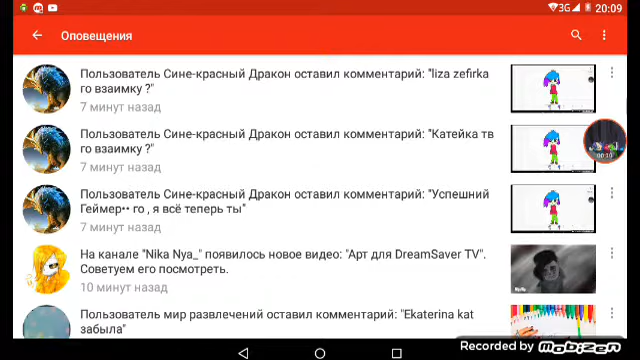 3G 20:09
Оповещения
Пользователь Сине-красный Дракон оставил комментарий: "liza zefirka
го взаимку ?"
7 минут назад
Пользователь Сине-красный Дракон оставил комментарий: "Катейка тв
го взаимку ?"
7 минут назад
Пользователь Сине-красный Дракон оставил комментарий: "Успешний
Геймер•• го , я всё теперь ты"
7 минут назад
На канале "Nika Nya_" появилось новое видео: "Арт для DreamSaver TV".
Советуем его посмотреть.
10 минут назад
Пользователь мир развлечений оставил комментарий: "Ekaterina kat
забыла"
00:10
Recorded by mobizen